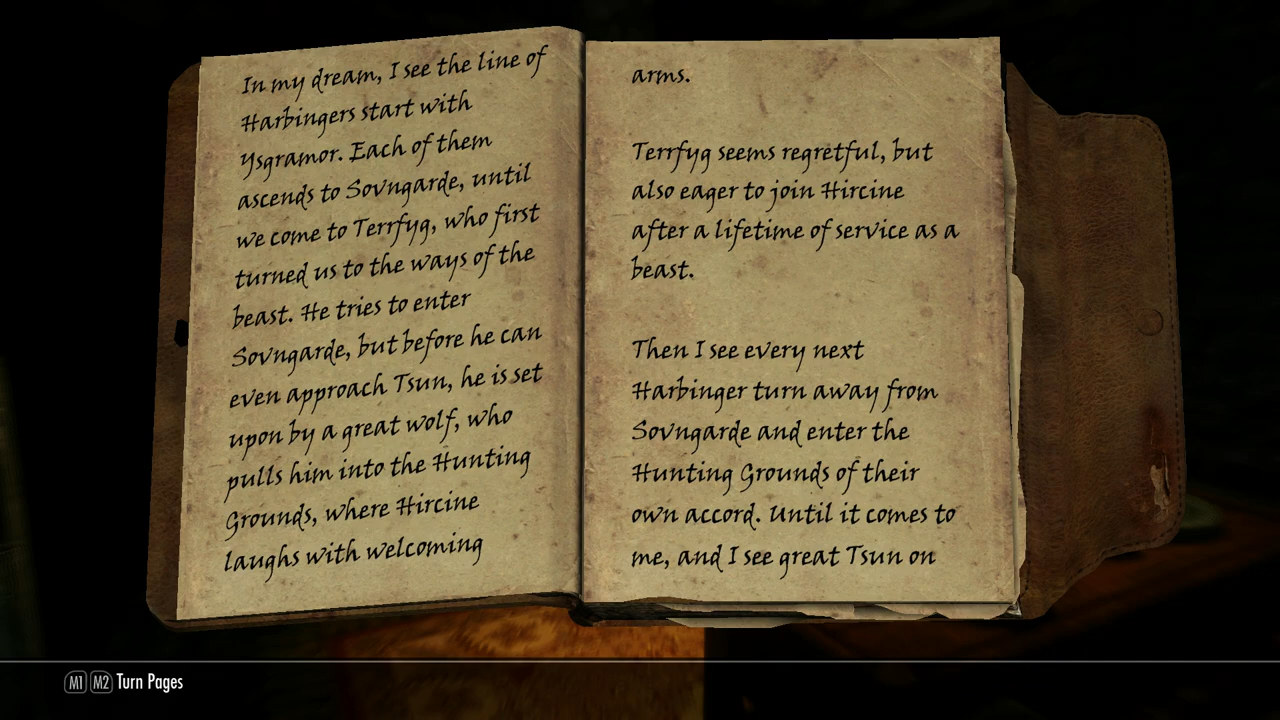 In my dream, I see the line of
Harbingers start with
Ysgramor. Each of them
ascends to Sovngarde, until
we come to Terrfyg, who first
turned us to the ways of the
beast. He tries to enter
Sovngarde, but before he can
even approach Tsun, he is set
upon by a great wolf, who
pulls him into the Hunting
Grounds, where Hircine
laughs with welcoming
arms.
Terrfyg seems regretful, but
also eager to join Hircine
after a lifetime of service as a
beast.
Then I see every next
Harbinger turn away from
Sovngarde and enter the
Hunting Grounds of their
own accord. Until it comes to
me, and I see great Tsun on
M1 M2 Turn Pages